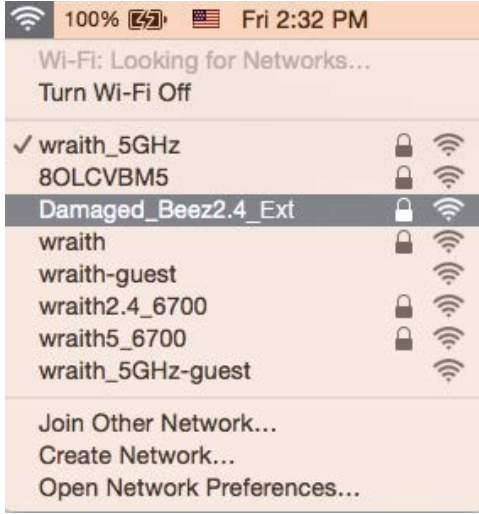 100% Fri 2:32 PM
Wi-Fi: Looking for Networks...
Turn Wi-Fi Off
wraith_5GHz
8OLCVBM5
Damaged_Beez2.4_Ext
wraith
wraith-guest
wraith2.4_6700
wraith5_6700
wraith_5GHz-guest
Join Other Network...
Create Network...
Open Network Preferences...